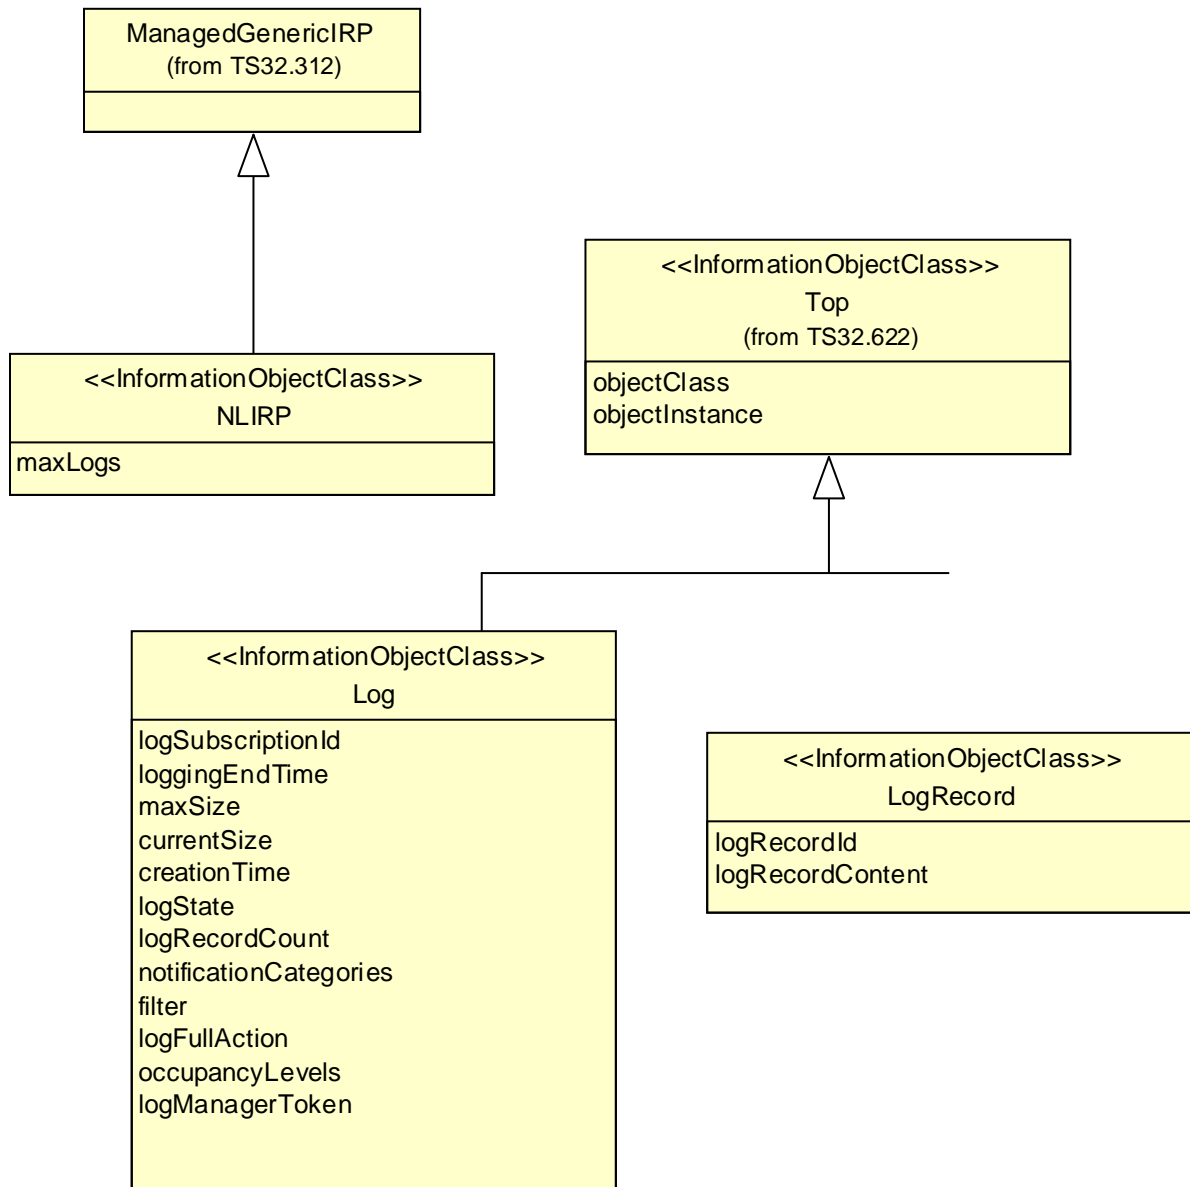 ManagedGenericIRP
(from TS32.312)
<<InformationObjectClass>>
Top
(from TS32.622)
objectClass
objectInstance
<<InformationObjectClass>>
NLIRP
maxLogs
<<InformationObjectClass>>
Log
logSubscriptionId
loggingEndTime
maxSize
currentSize
creationTime
logState
logRecordCount
notificationCategories
filter
logFullAction
occupancyLevels
logManagerToken
<<InformationObjectClass>>
LogRecord
logRecordId
logRecordContent